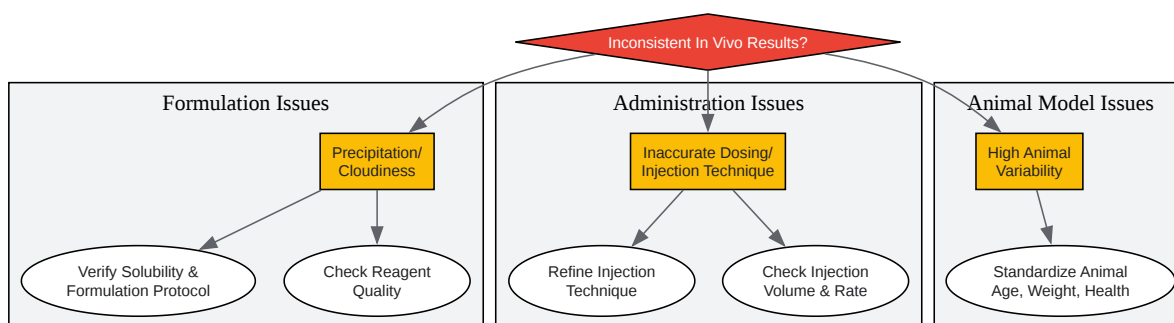 Inconsistent In Vivo Results?
Formulation Issues
Administration Issues
Animal Model Issues
Precipitation/
Cloudiness
Inaccurate Dosing/
Injection Technique
High Animal
Variability
Verify Solubility &
Formulation Protocol
Check Reagent
Quality
Refine Injection
Technique
Check Injection
Volume & Rate
Standardize Animal
Age, Weight, Health